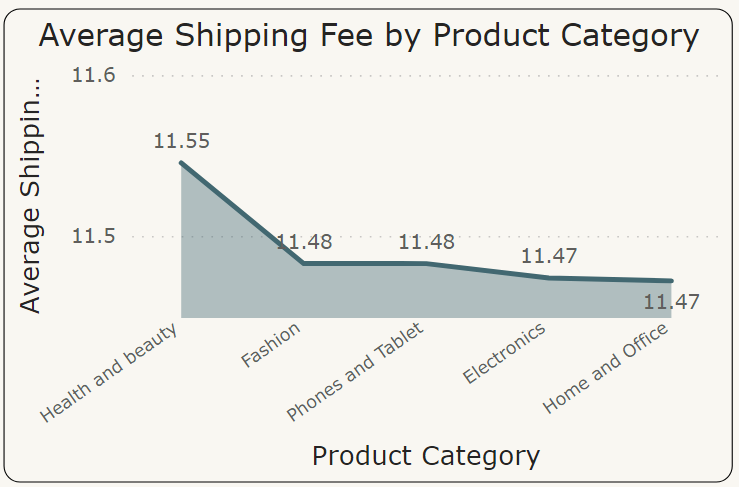 Average Shipping Fee by Product Category
Average Shippin...
11.6
11.5
11.55
11.48
11.48
11.47
11.47
Health and beauty
Fashion
Phones and Tablet
Electronics
Home and Office
Product Category